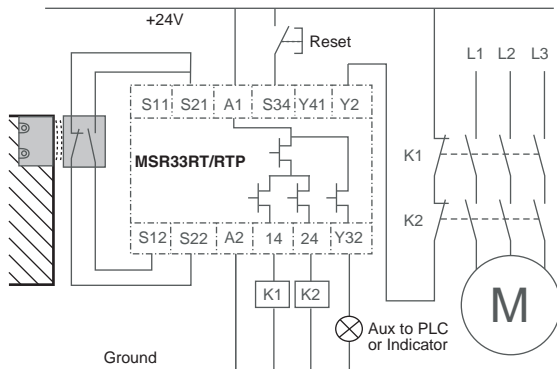 +24V
Reset
L1 L2 L3
S11 S21 A1 S34 Y41 Y2
MSR33RT/RTP
K1
K2
S12 S22 A2 14 24 Y32
K1 K2
M
Aux to PLC
or Indicator
Ground